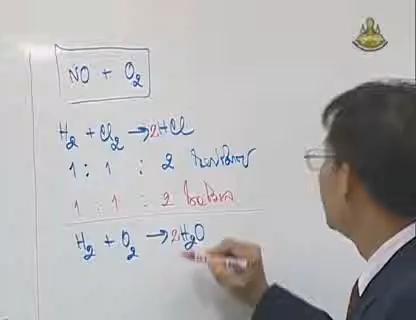 NO + O₂
H₂ + Cl₂ → 2HCl
1 : 1 : 2
1 : 1 : 2
H₂ + O₂ → 2H₂O